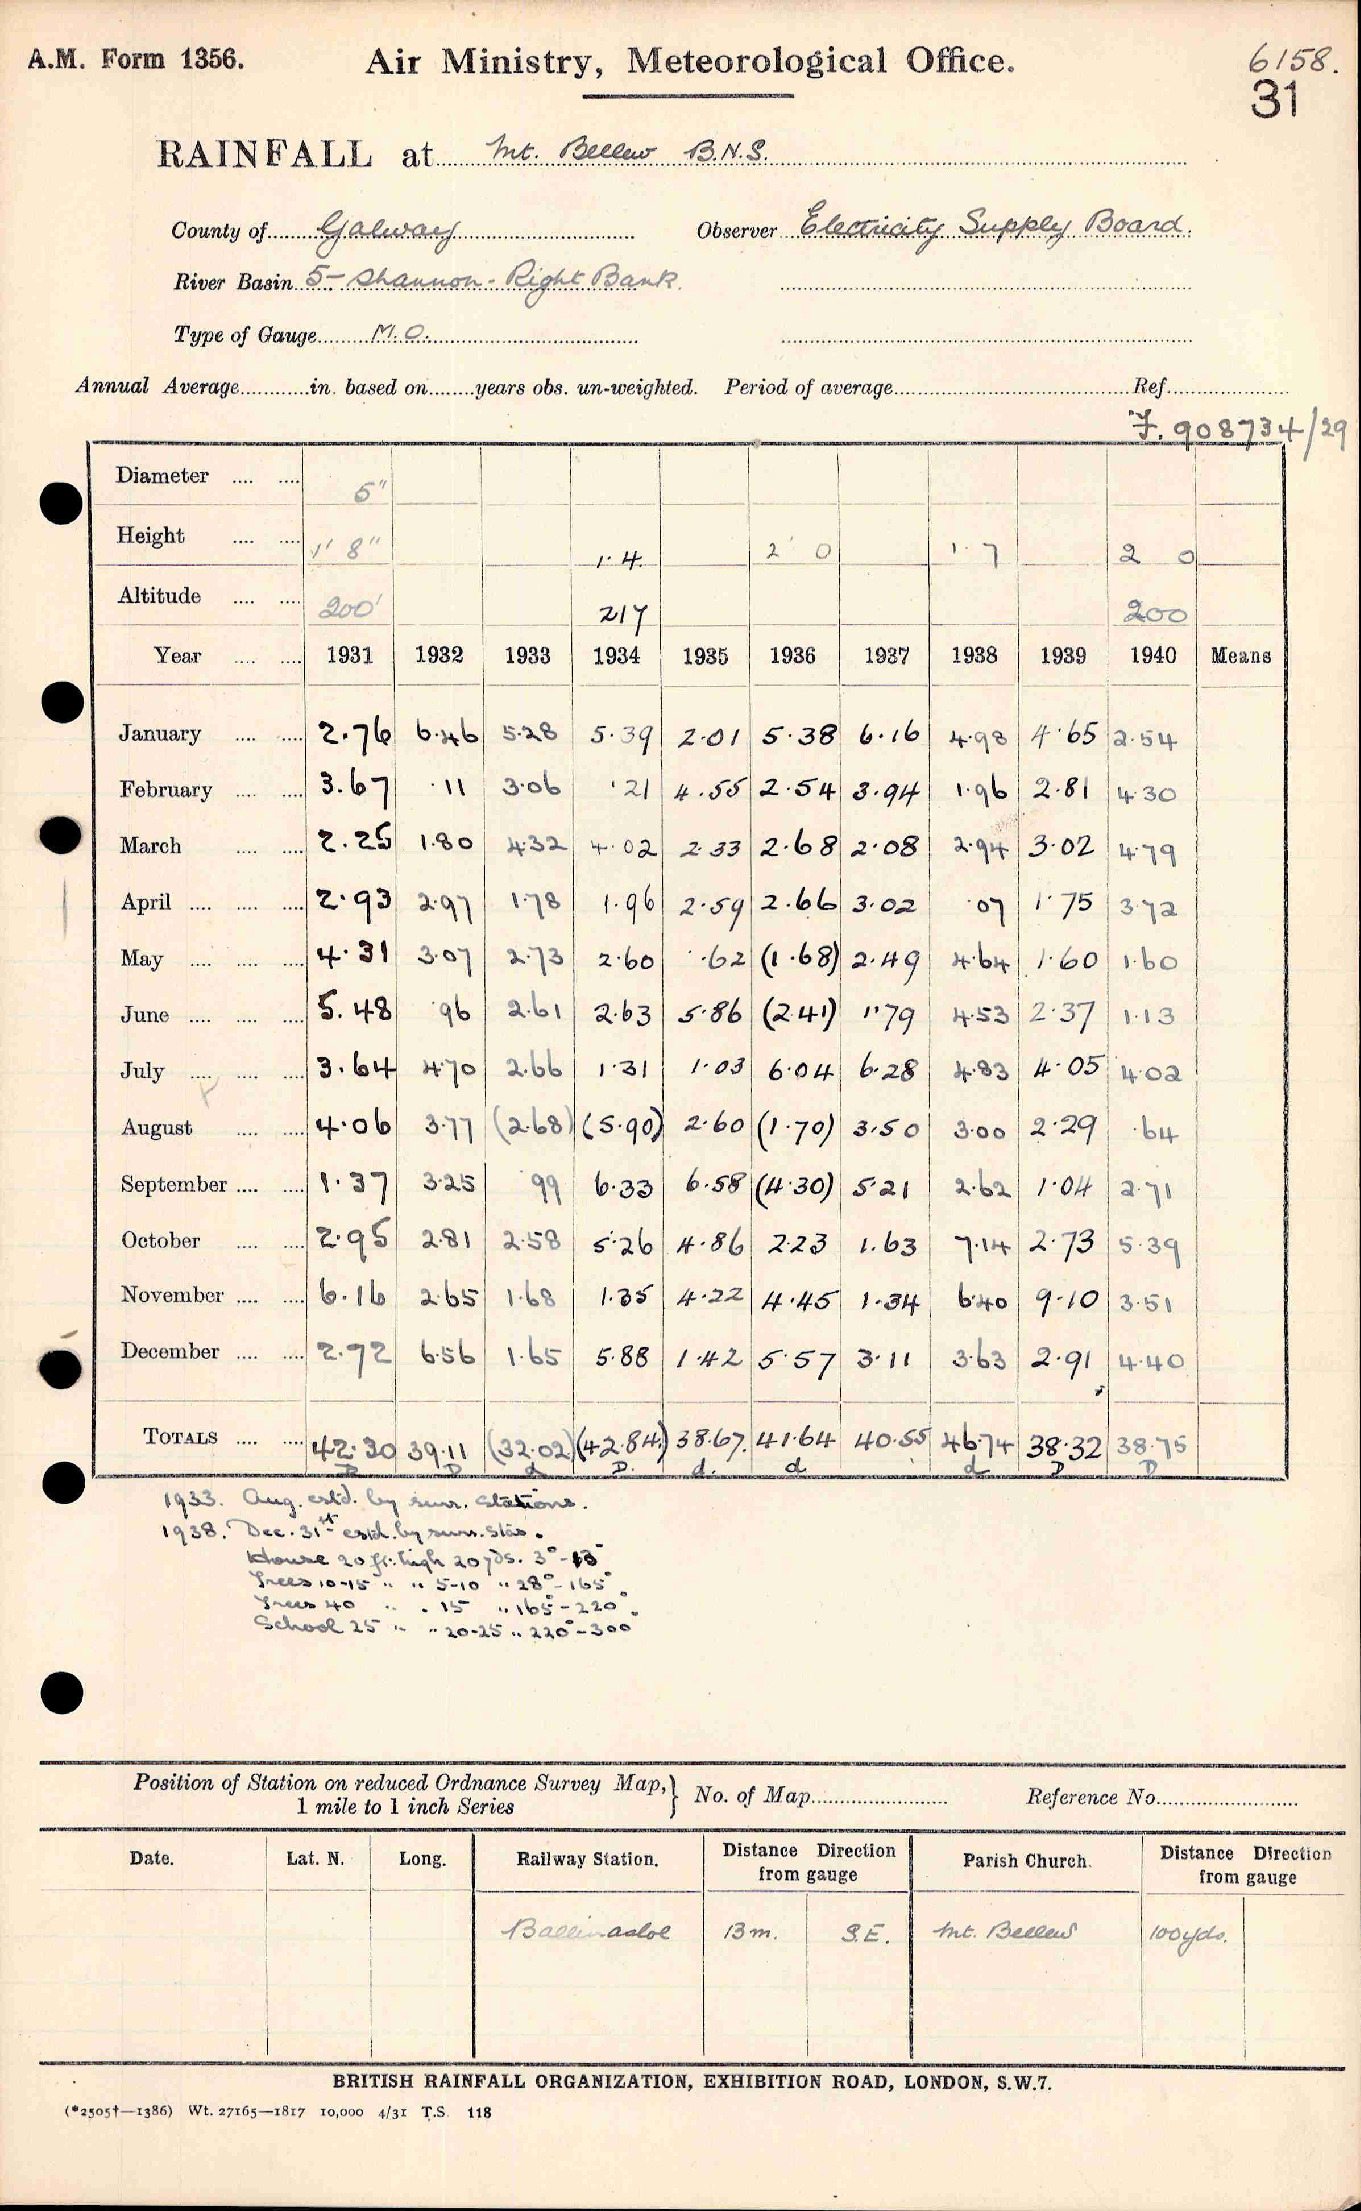 A.M. Form 1356. Air Ministry, Meteorological Office. 6158.
31
RAINFALL at Mt. Bellew B.N.S.
County of Galway Observer Electricity Supply Board.
River Basin 5 - Shannon - Right Bank.
Type of Gauge M.O.
Annual Average in. based on years obs. un-weighted. Period of average Ref.
F. 908734/29
Diameter 5"
Height 1' 8" 1·4 2' 0 1·7 2 0
Altitude 200' 217 200
Year 1931 1932 1933 1934 1935 1936 1937 1938 1939 1940 Means
January 2.76 6·46 5·28 5·39 2·01 5·38 6·16 4·98 4·65 2·54
February 3.67 ·11 3·06 ·21 4·55 2·54 3·94 1·96 2·81 4·30
March 2.25 1·80 4·32 4·02 2·33 2·68 2·08 2·94 3·02 4·79
April 2·93 2·97 1·78 1·96 2·59 2·66 3·02 ·07 1·75 3·72
May 4·31 3·07 2·73 2·60 ·62 (1·68) 2·49 4·64 1·60 1·60
June 5.48 ·96 2·61 2·63 5·86 (2·41) 1·79 4·53 2·37 1·13
July 3.64 4·70 2·66 1·31 1·03 6·04 6·28 4·83 4·05 4·02
August 4·06 3·77 (2·68) (5·90) 2·60 (1·70) 3·50 3·00 2·29 ·64
September 1·37 3·25 ·99 6·33 6·58 (4·30) 5·21 2·62 1·04 2·71
October 2·95 2·81 2·58 5·26 4·86 2·23 1·63 7·14 2·73 5·39
November 6·16 2·65 1·68 1·35 4·22 4·45 1·34 6·40 9·10 3·51
December 2·72 6·56 1·65 5·88 1·42 5·57 3·11 3·63 2·91 4·40
TOTALS 42·30 39·11 (32·02) (42·84) 38·67 41·64 40·55 46·74 38·32 38·75
D D d D. d. d d D D
1933. Aug. estd. by surr. stations.
1938. Dec. 31st estd. by surr. stas.
House 20 ft. high 20 yds. 3° - 13°
Trees 10-15 " " 5-10 " 28° - 165°
Trees 40 " " 15 " 165° - 220°
School 25 " " 20-25 " 220° - 300°
Position of Station on reduced Ordnance Survey Map, 1 mile to 1 inch Series } No. of Map Reference No.
Date. Lat. N. Long. Railway Station. Distance Direction from gauge Parish Church. Distance Direction from gauge
Ballinasloe 13 m. S.E. Mt. Bellew 100 yds.
BRITISH RAINFALL ORGANIZATION, EXHIBITION ROAD, LONDON, S.W.7.
(*2505†—1386) Wt. 27165—1817 10,000 4/31 T.S. 118